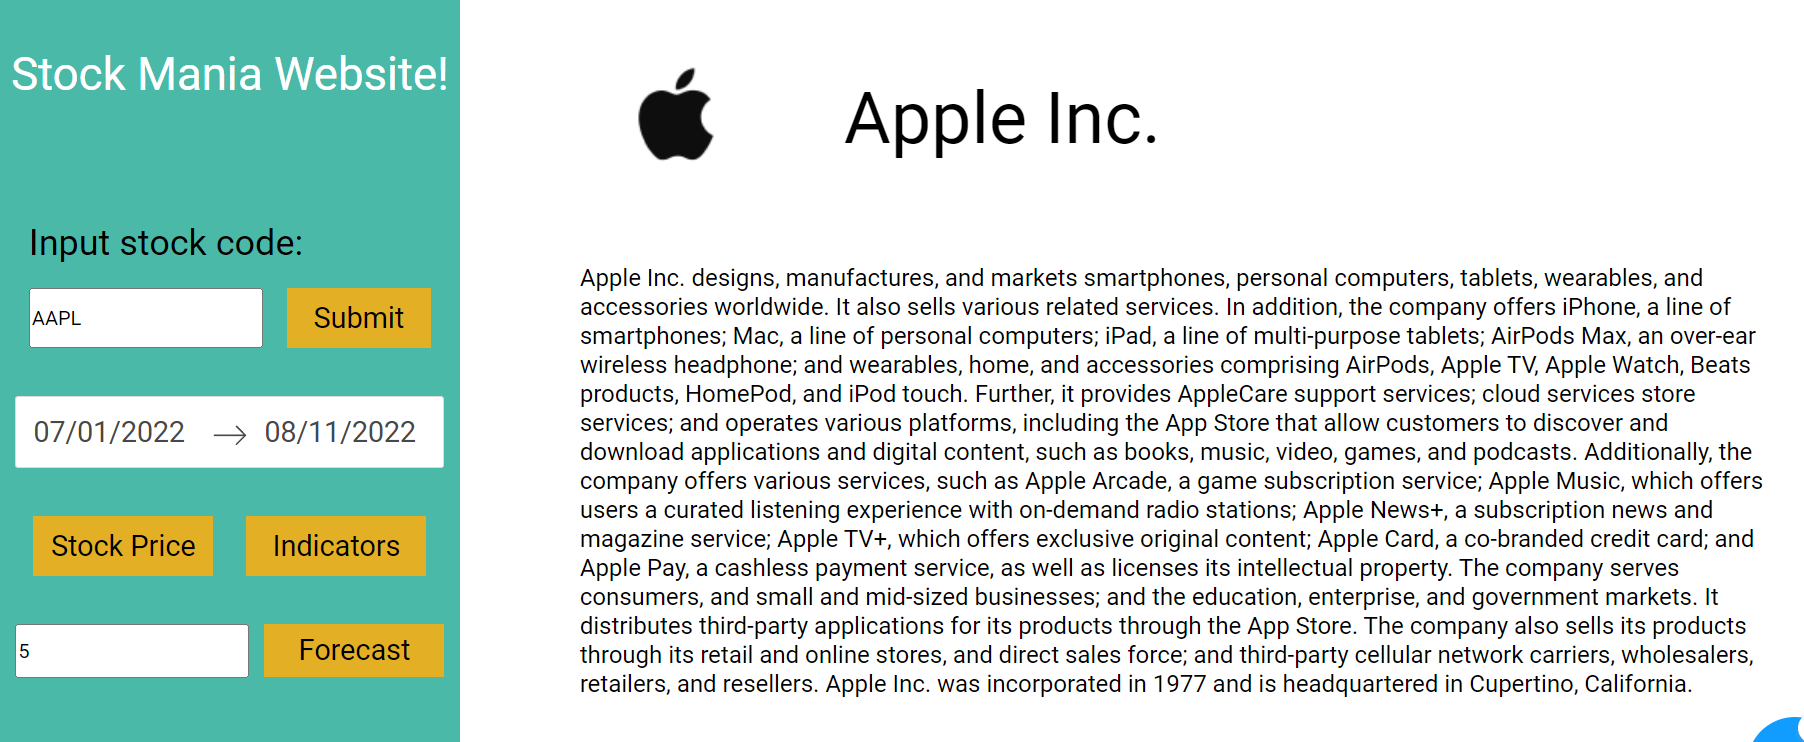 Stock Mania Website!
Input stock code:
AAPL
Submit
07/01/2022 → 08/11/2022
Stock Price
Indicators
5
Forecast
Apple Inc.
Apple Inc. designs, manufactures, and markets smartphones, personal computers, tablets, wearables, and
accessories worldwide. It also sells various related services. In addition, the company offers iPhone, a line of
smartphones; Mac, a line of personal computers; iPad, a line of multi-purpose tablets; AirPods Max, an over-ear
wireless headphone; and wearables, home, and accessories comprising AirPods, Apple TV, Apple Watch, Beats
products, HomePod, and iPod touch. Further, it provides AppleCare support services; cloud services store
services; and operates various platforms, including the App Store that allow customers to discover and
download applications and digital content, such as books, music, video, games, and podcasts. Additionally, the
company offers various services, such as Apple Arcade, a game subscription service; Apple Music, which offers
users a curated listening experience with on-demand radio stations; Apple News+, a subscription news and
magazine service; Apple TV+, which offers exclusive original content; Apple Card, a co-branded credit card; and
Apple Pay, a cashless payment service, as well as licenses its intellectual property. The company serves
consumers, and small and mid-sized businesses; and the education, enterprise, and government markets. It
distributes third-party applications for its products through the App Store. The company also sells its products
through its retail and online stores, and direct sales force; and third-party cellular network carriers, wholesalers,
retailers, and resellers. Apple Inc. was incorporated in 1977 and is headquartered in Cupertino, California.